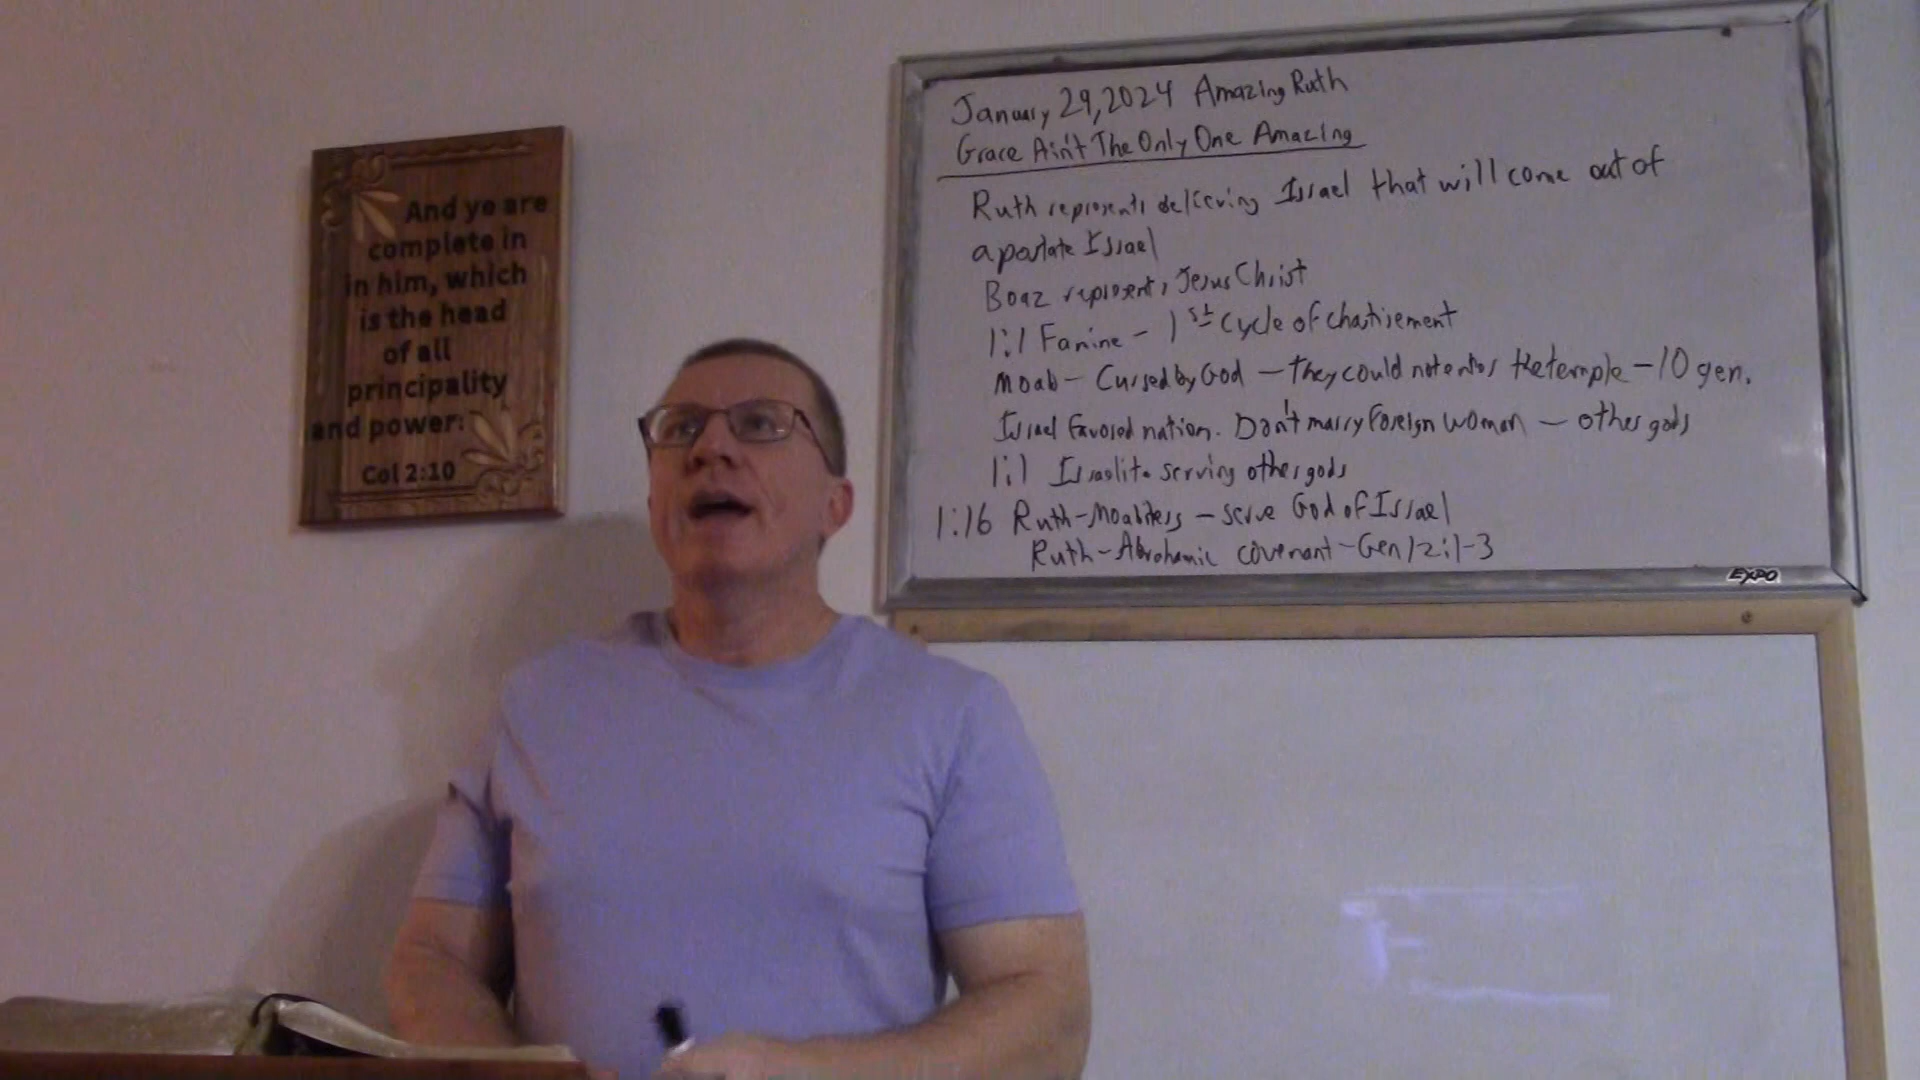 And ye are
complete in
in him, which
is the head
of all
principality
and power:
Col 2:10
January 29, 2024 Amazing Ruth
Grace Ain't The Only One Amazing
Ruth represents believing Israel that will come out of
apostate Israel
Boaz represents Jesus Christ
1:1 Famine - 1st cycle of chastisement
Moab - Cursed by God - they could not enter the temple - 10 gen.
Israel favored nation. Don't marry foreign woman - other gods
1:1 Israelite serving other gods
1:16 Ruth-Moabitess - serve God of Israel
Ruth-Abrahamic covenant-Gen 12:1-3
EXPO